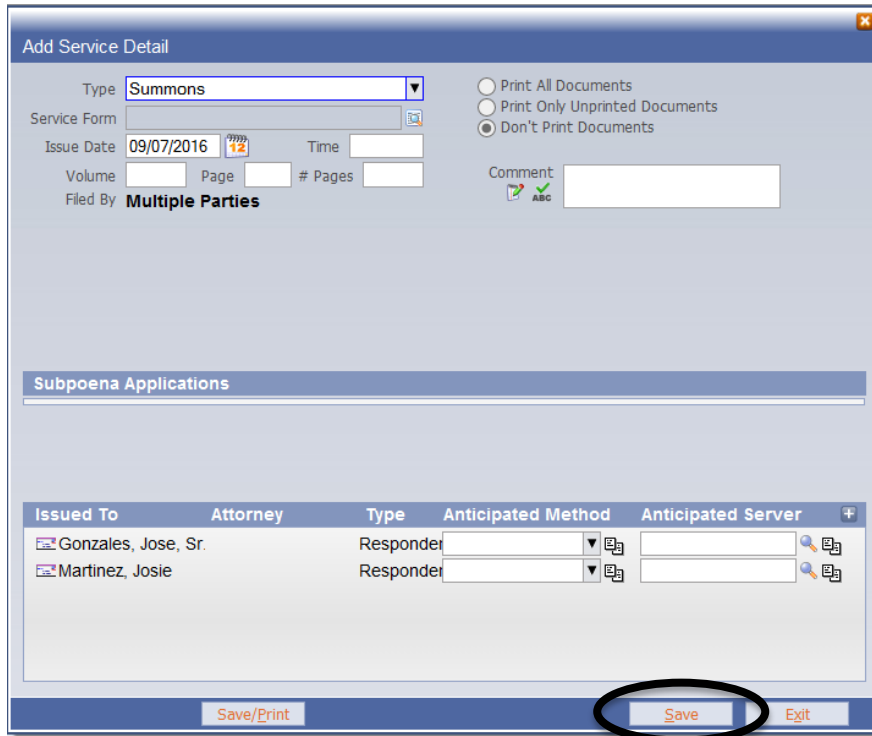 Add Service Detail
Type Summons
Service Form
Issue Date 09/07/2016 12 Time
Volume Page # Pages
Filed By Multiple Parties
Print All Documents
Print Only Unprinted Documents
Don't Print Documents
Comment
ABC
Subpoena Applications
Issued To Attorney Type Anticipated Method Anticipated Server
Gonzales, Jose, Sr. Responder
Martinez, Josie Responder
Save/Print Save Exit